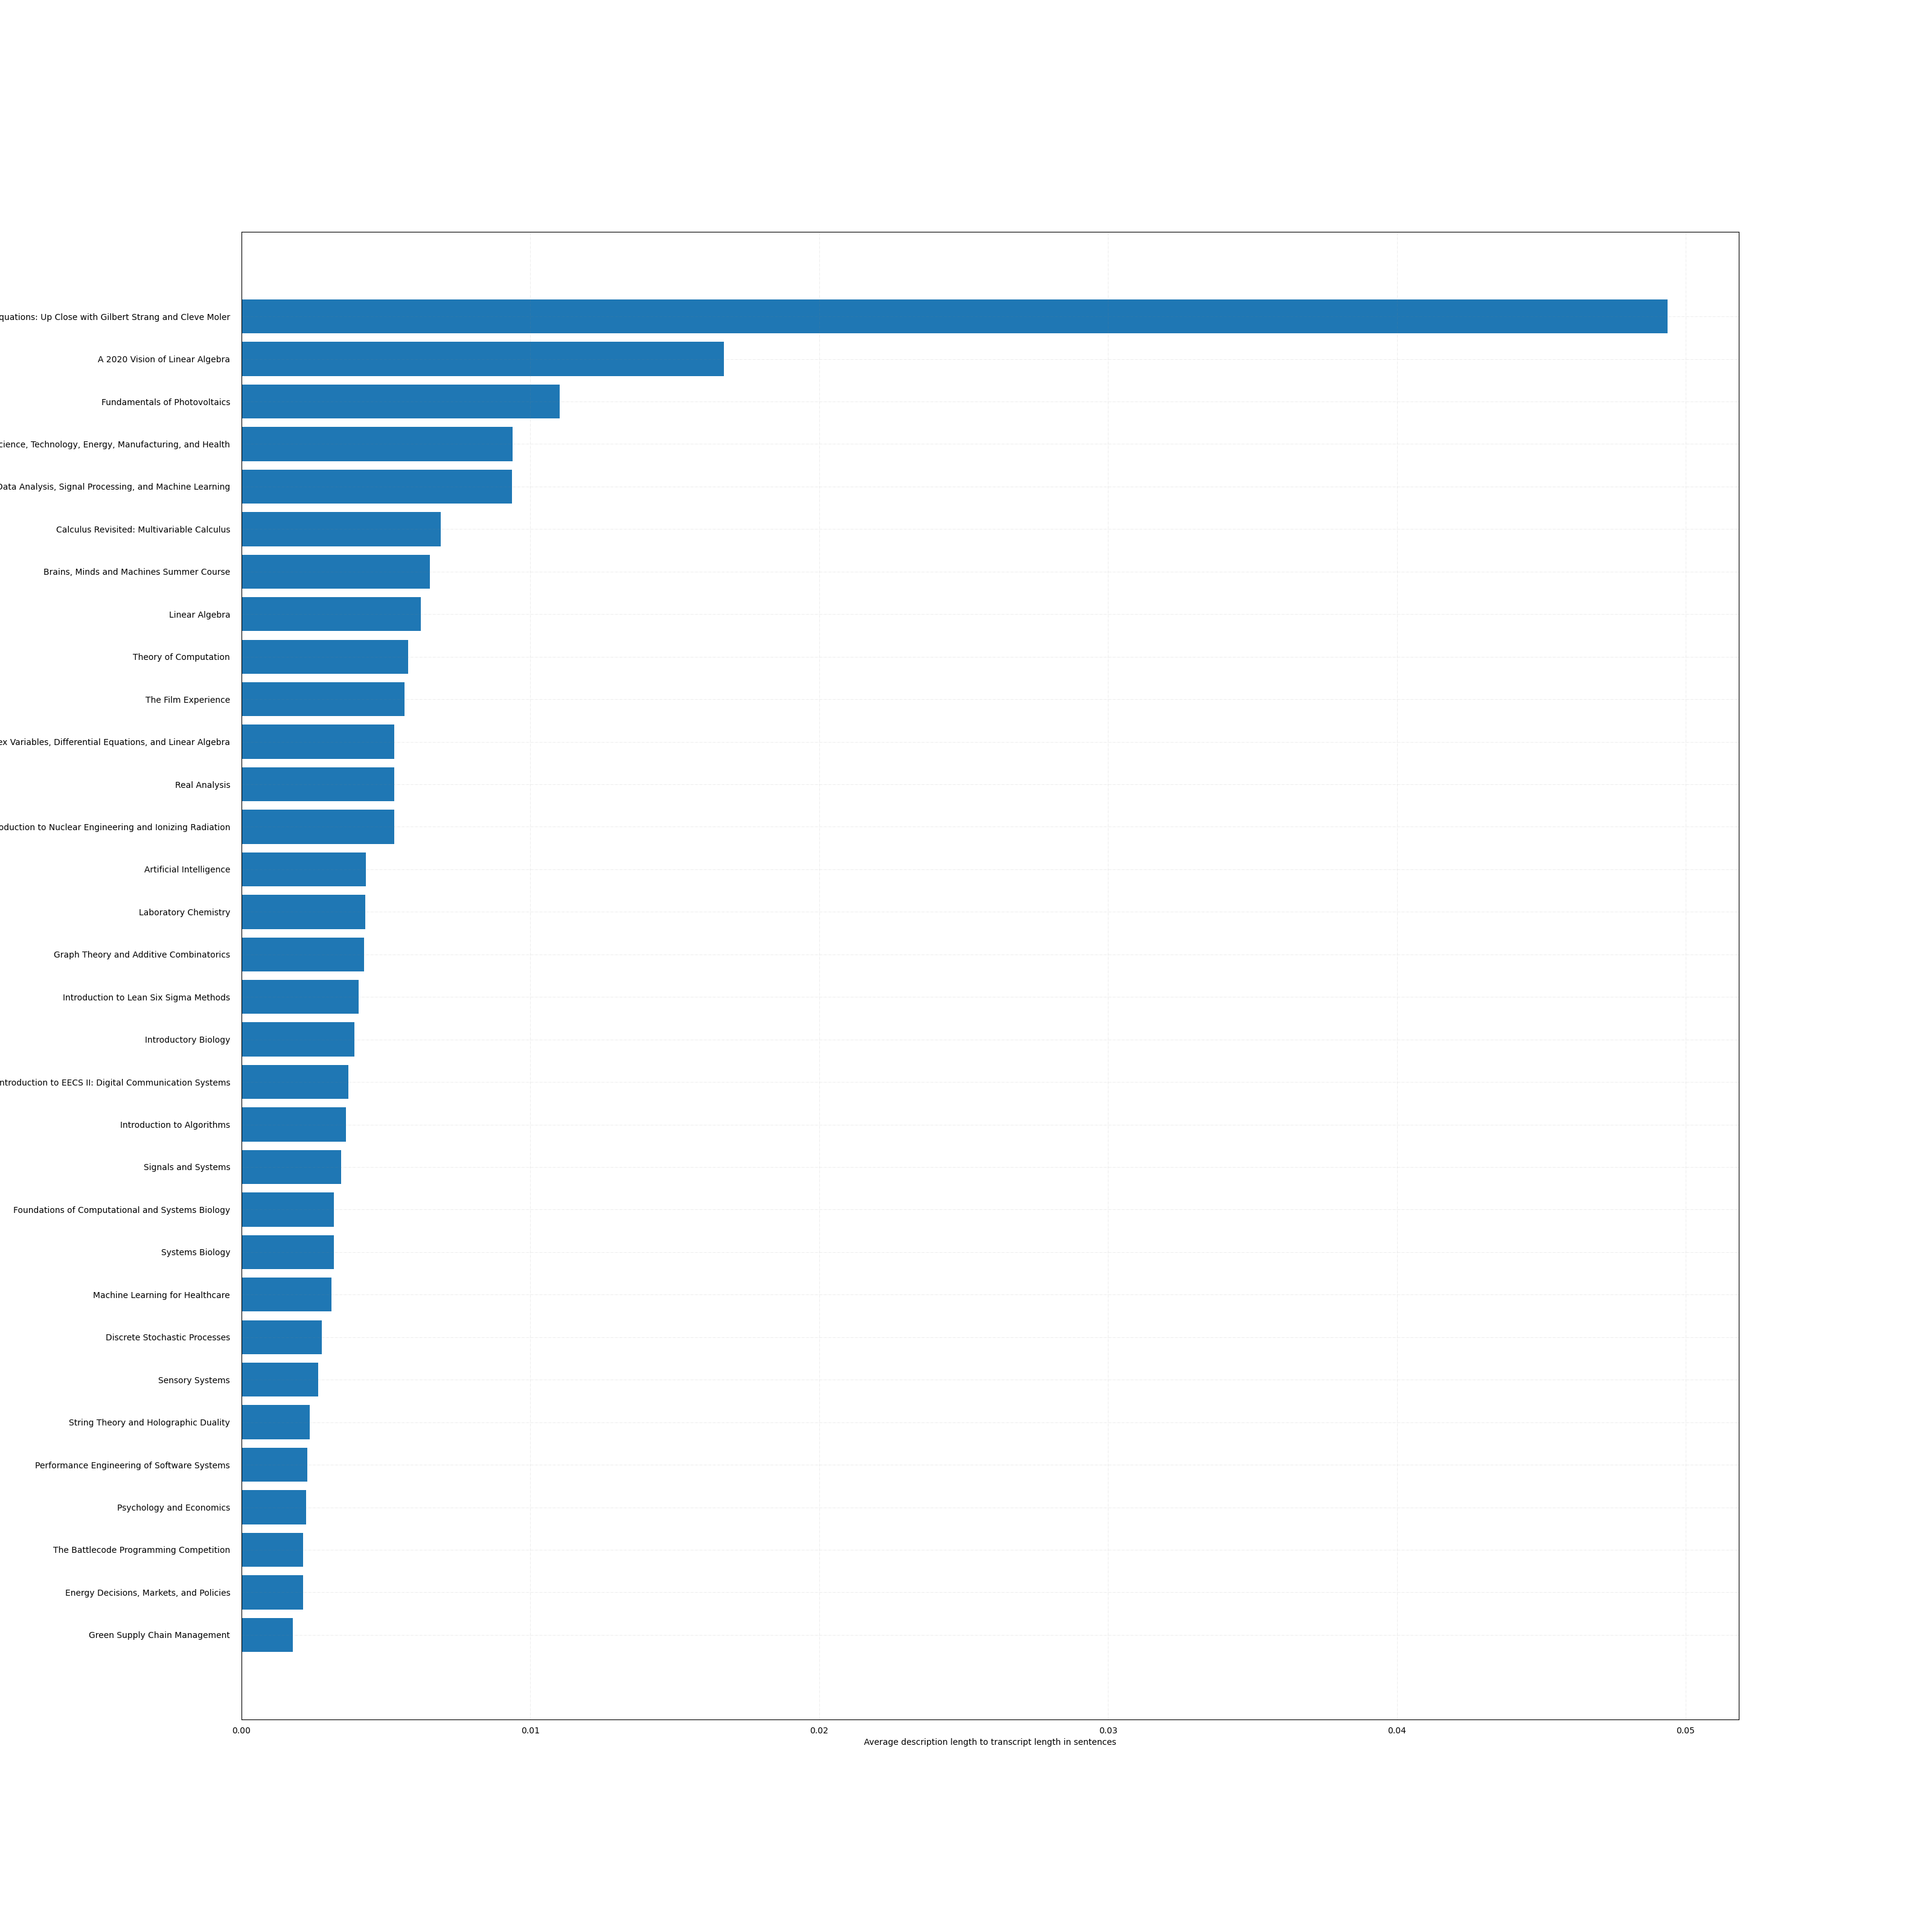 Equations: Up Close with Gilbert Strang and Cleve Moler
A 2020 Vision of Linear Algebra
Fundamentals of Photovoltaics
Science, Technology, Energy, Manufacturing, and Health
Data Analysis, Signal Processing, and Machine Learning
Calculus Revisited: Multivariable Calculus
Brains, Minds and Machines Summer Course
Linear Algebra
Theory of Computation
The Film Experience
Variables, Differential Equations, and Linear Algebra
Real Analysis
to Nuclear Engineering and Ionizing Radiation
Artificial Intelligence
Laboratory Chemistry
Graph Theory and Additive Combinatorics
Introduction to Lean Six Sigma Methods
Introductory Biology
Introduction to EECS II: Digital Communication Systems
Introduction to Algorithms
Signals and Systems
Foundations of Computational and Systems Biology
Systems Biology
Machine Learning for Healthcare
Discrete Stochastic Processes
Sensory Systems
String Theory and Holographic Duality
Performance Engineering of Software Systems
Psychology and Economics
The Battlecode Programming Competition
Energy Decisions, Markets, and Policies
Green Supply Chain Management
0.00 0.01 0.02 0.03 0.04 0.05
Average description length to transcript length in sentences